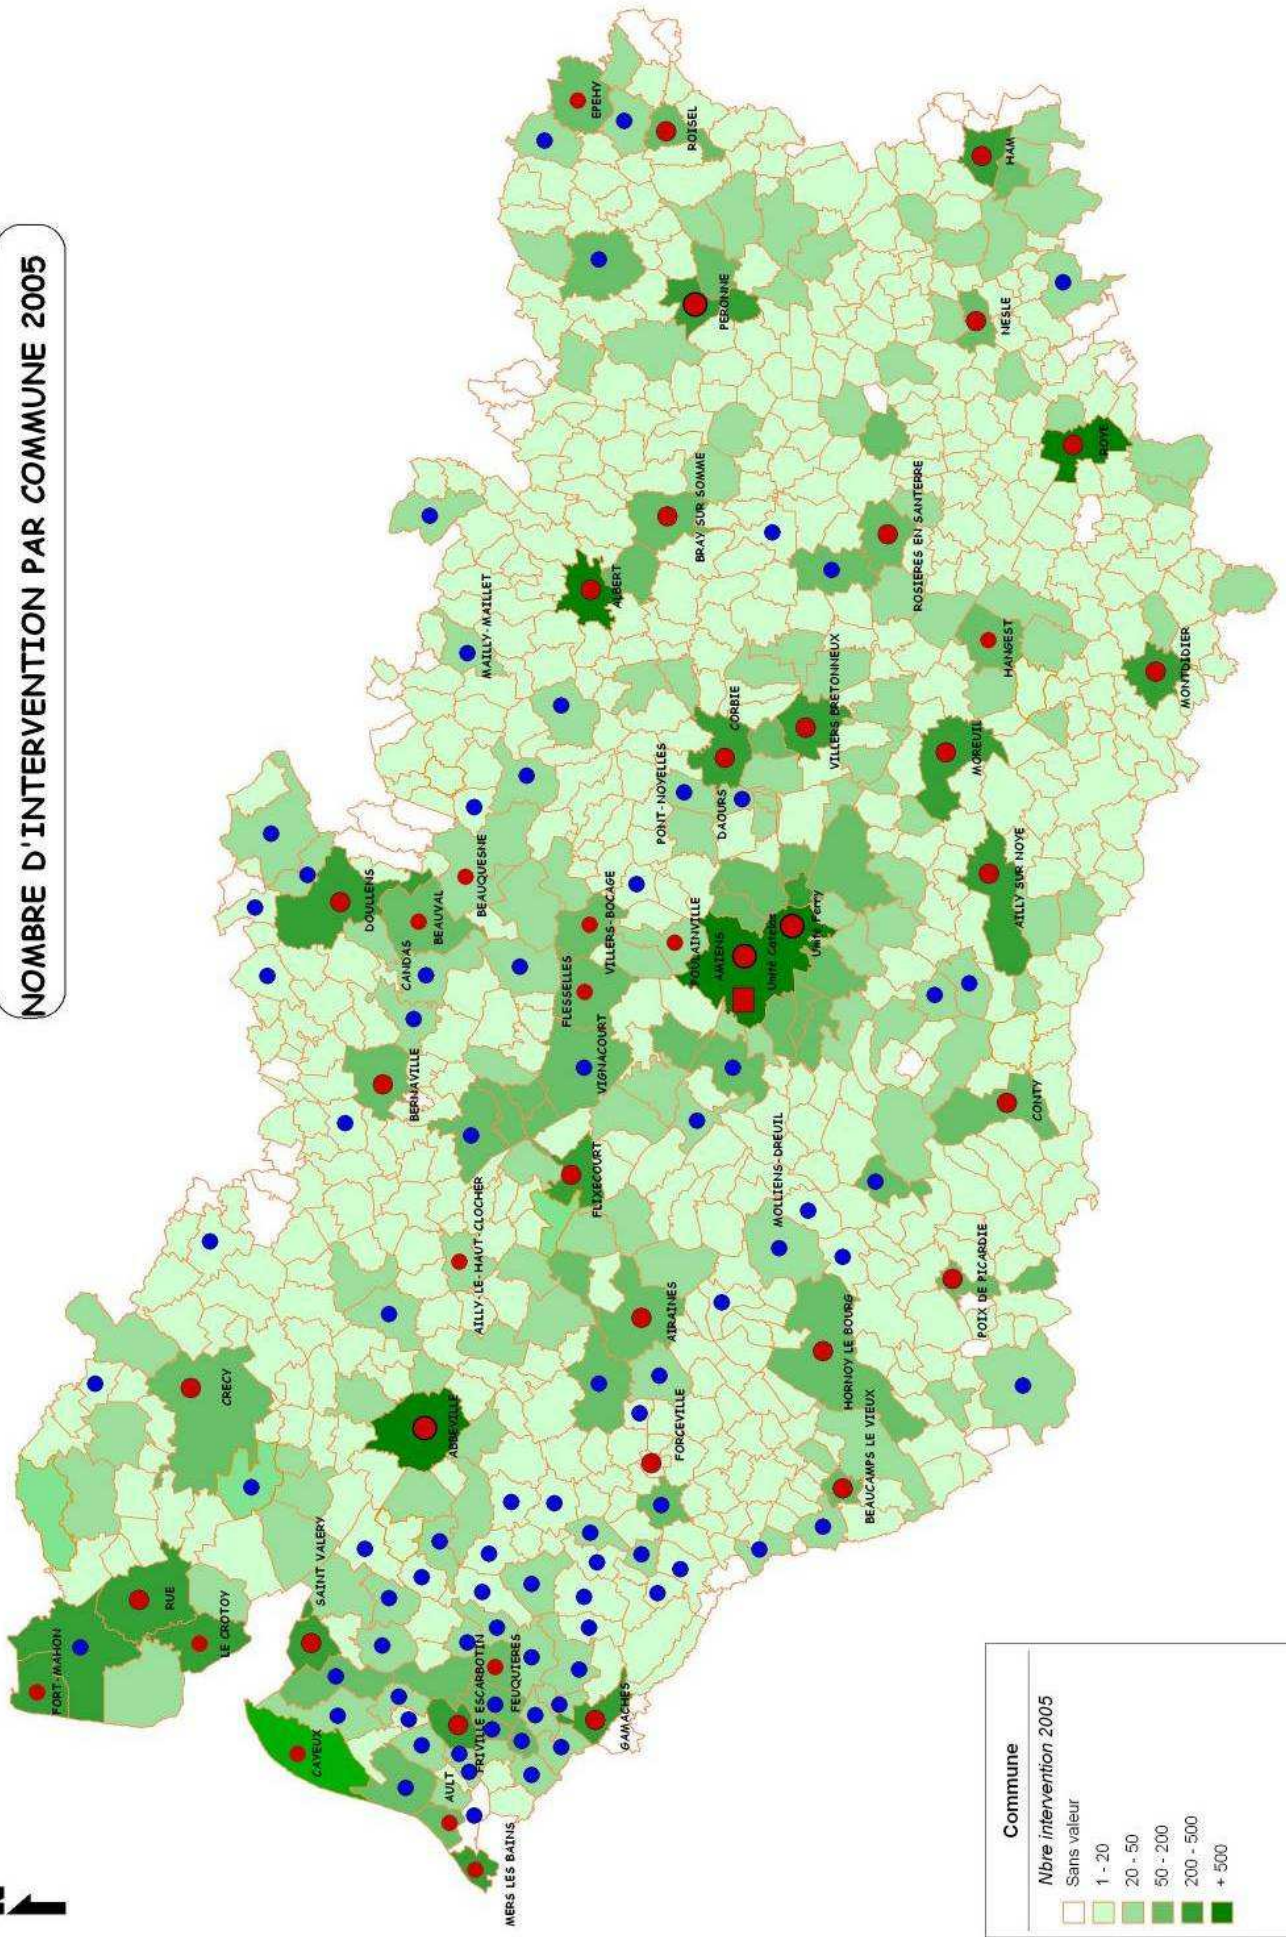 NOMBRE D'INTERVENTION PAR COMMUNE 2005
FORT-MAHON
RUE
LE CROTOY
CRECY
SAINT VALERY
CAYEUX
ABBEVILLE
AULT
MERS LES BAINS
FRIVILLE ESCARBOTIN
FEUQUIERES
GAMACHES
AILLY-LE-HAUT-CLOCHER
BERNAVILLE
CANDAS
BEAUVAL
DOULLENS
BEAUQUESNE
MAILLY-MAILLET
ALBERT
FLIXECOURT
VIGNACOURT
FLESSELLES
VILLERS-BOCAGE
POULAINVILLE
PONT-NOYELLES
DAOURS
CORBIE
BRAY SUR SOMME
PERONNE
EPEHY
ROISEL
AIRAINES
FORCEVILLE
AMIENS
Unité Catelas
Unité Ferry
VILLERS BRETONNEUX
ROSIERES EN SANTERRE
NESLE
HAM
MOLLIENS-DREUIL
HORNOY LE BOURG
BEAUCAMPS LE VIEUX
POIX DE PICARDIE
CONTY
AILLY SUR NOYE
MOREUIL
HANGEST
ROYE
MONTDIDIER
Commune
Nbre intervention 2005
Sans valeur
1 - 20
20 - 50
50 - 200
200 - 500
+ 500